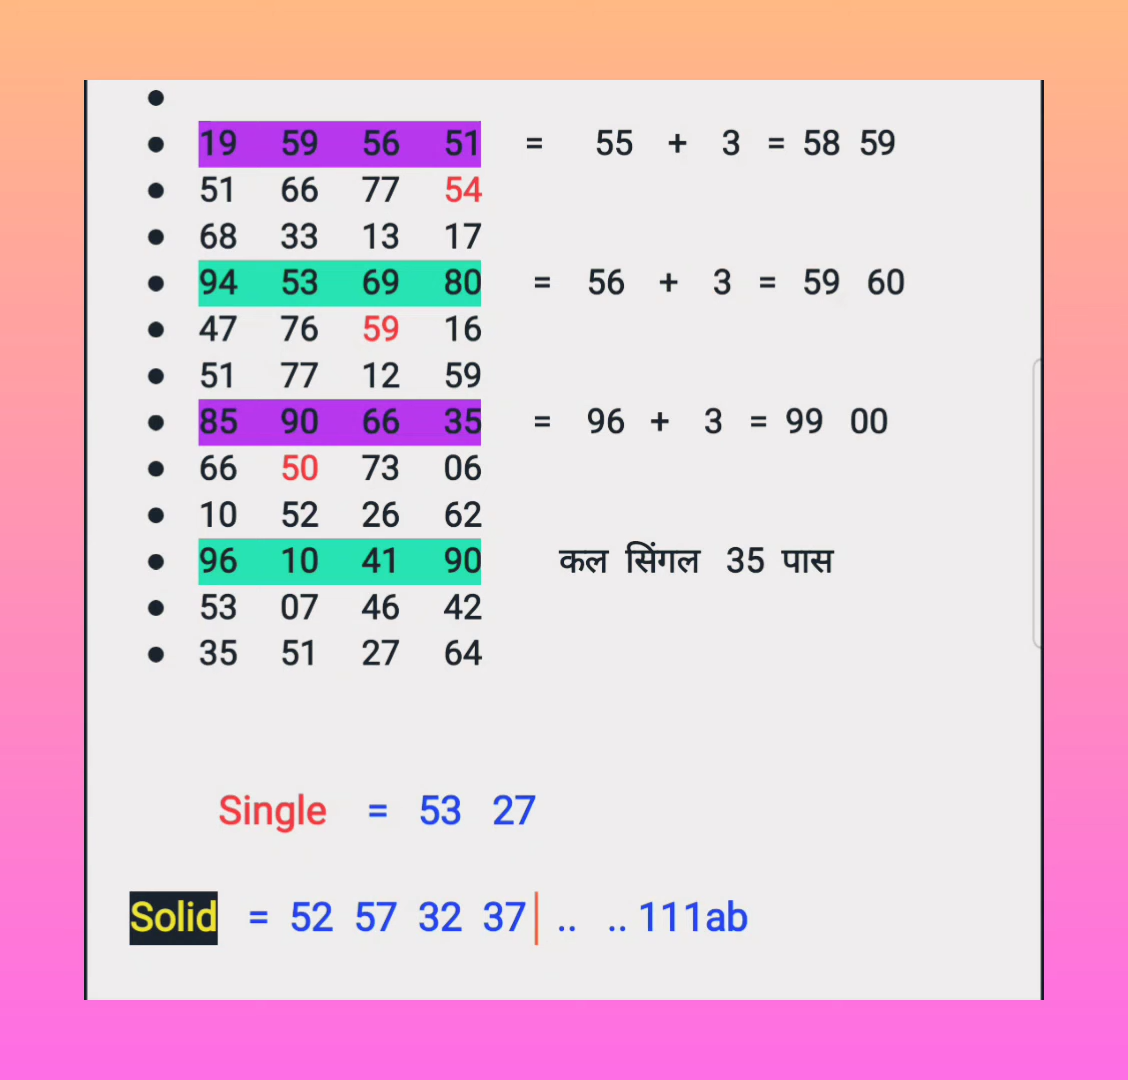 19 59 56 51 = 55 + 3 = 58 59
51 66 77 54
68 33 13 17
94 53 69 80 = 56 + 3 = 59 60
47 76 59 16
51 77 12 59
85 90 66 35 = 96 + 3 = 99 00
66 50 73 06
10 52 26 62
96 10 41 90 कल सिंगल 35 पास
53 07 46 42
35 51 27 64
Single = 53 27
Solid = 52 57 32 37 .. .. 111ab